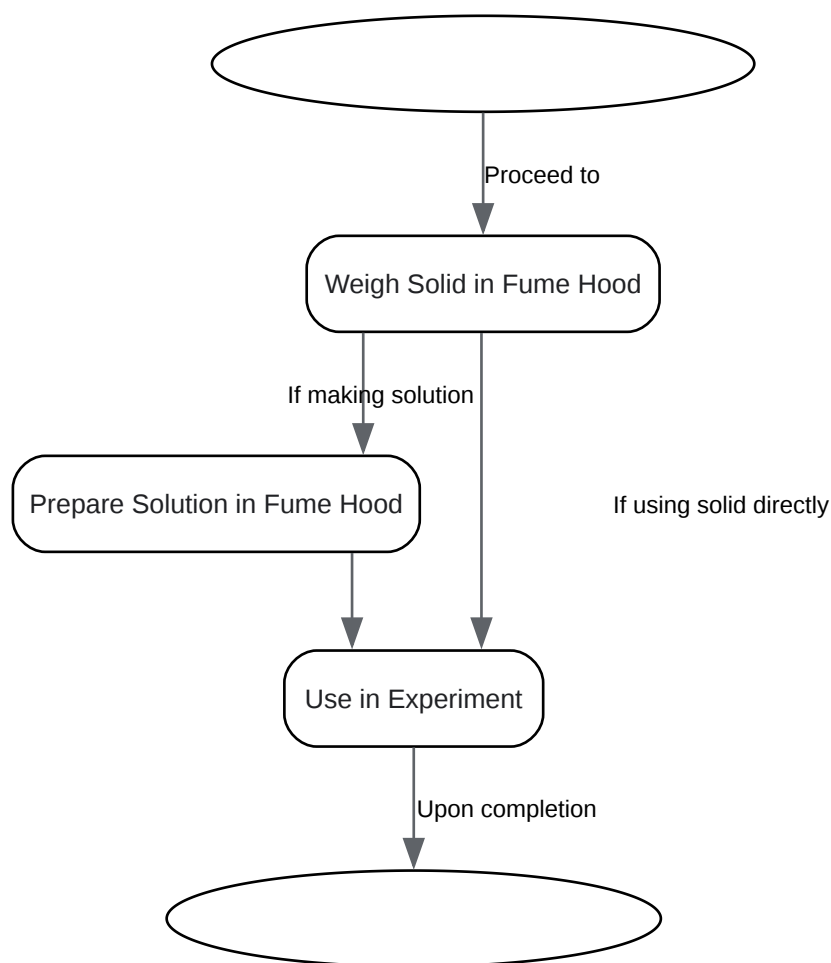 Proceed to
Weigh Solid in Fume Hood
If making solution
Prepare Solution in Fume Hood
If using solid directly
Use in Experiment
Upon completion